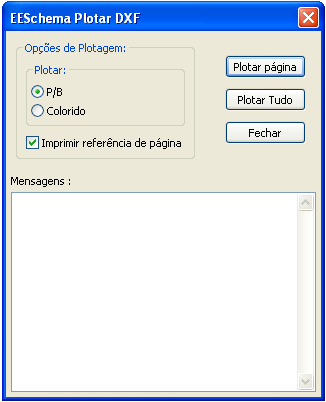 EESchema Plotar DXF
Opções de Plotagem:
Plotar:
P/B
Colorido
Imprimir referência de página
Plotar página
Plotar Tudo
Fechar
Mensagens :